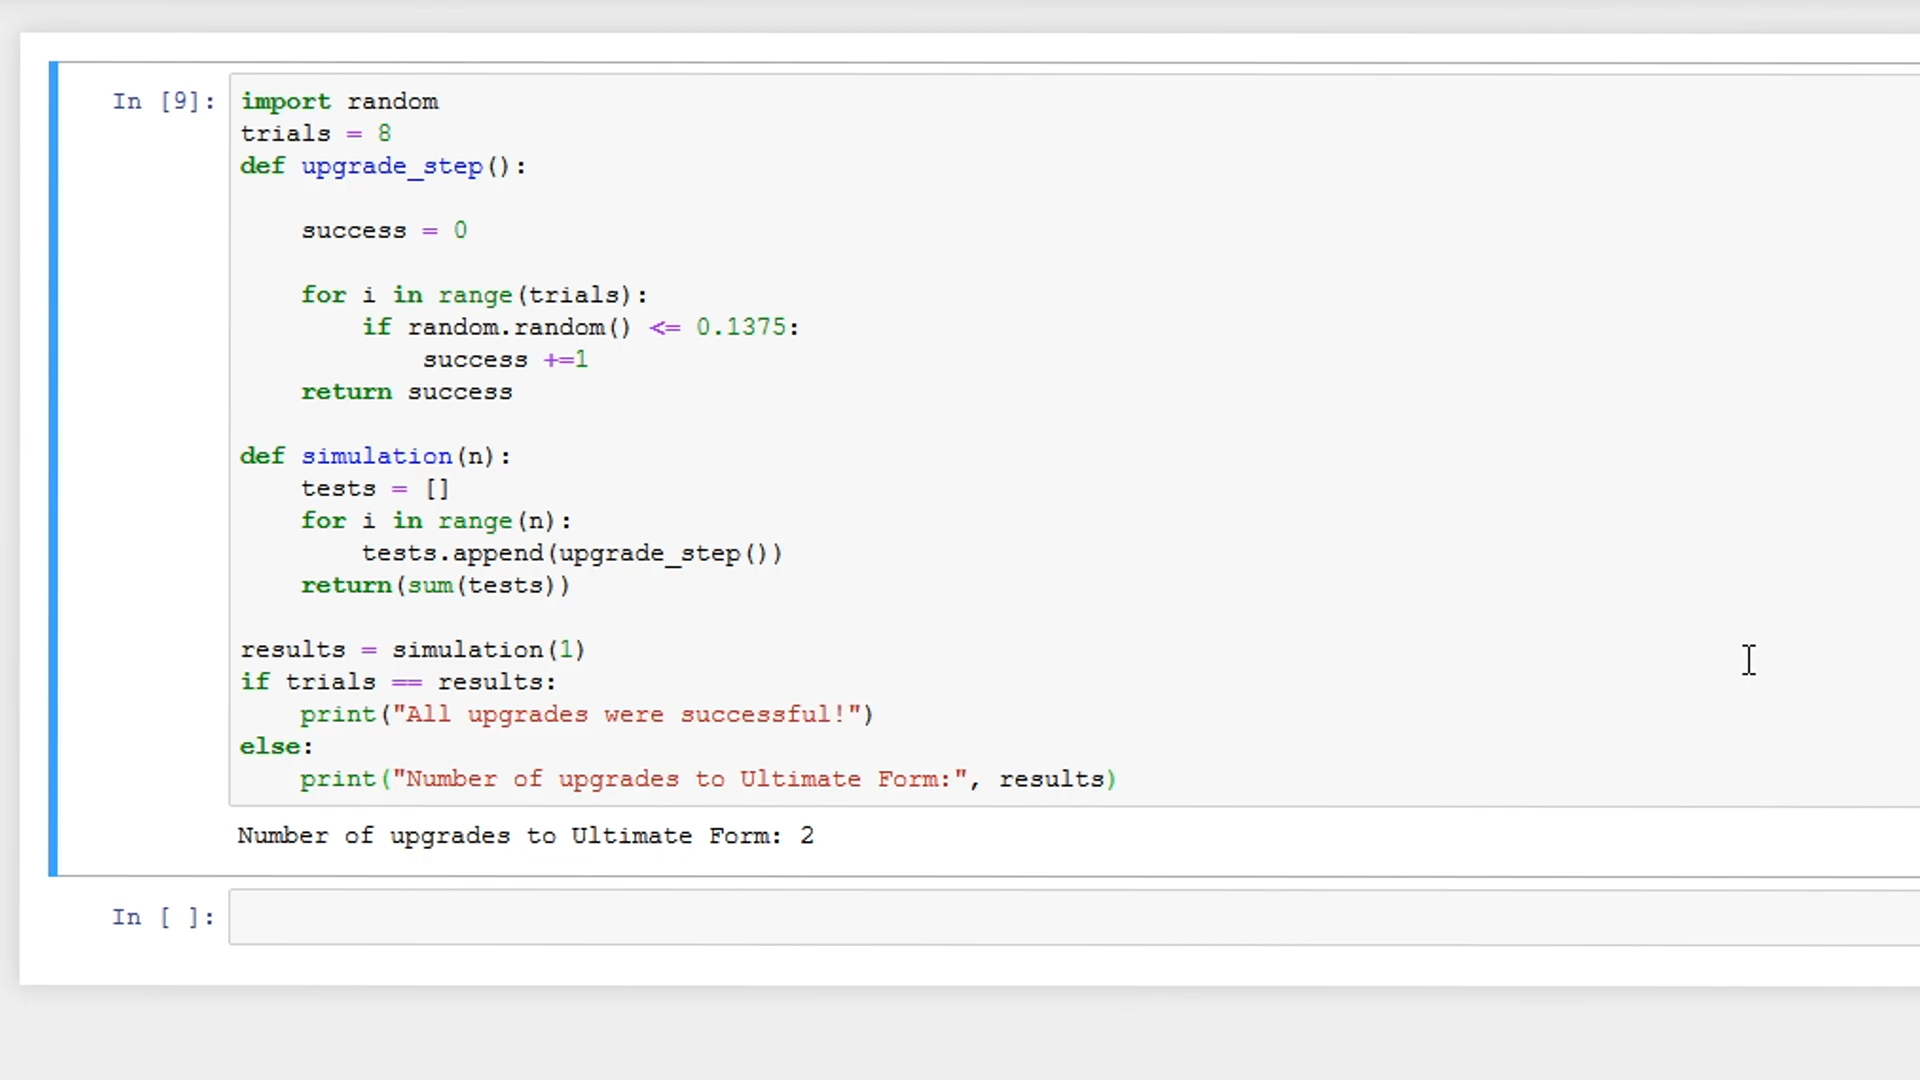 In [9]:
import random
trials = 8
def upgrade_step():
    success = 0
    for i in range(trials):
        if random.random() <= 0.1375:
            success +=1
    return success
def simulation(n):
    tests = []
    for i in range(n):
        tests.append(upgrade_step())
    return(sum(tests))
results = simulation(1)
if trials == results:
    print("All upgrades were successful!")
else:
    print("Number of upgrades to Ultimate Form:", results)
Number of upgrades to Ultimate Form: 2
In [ ]: